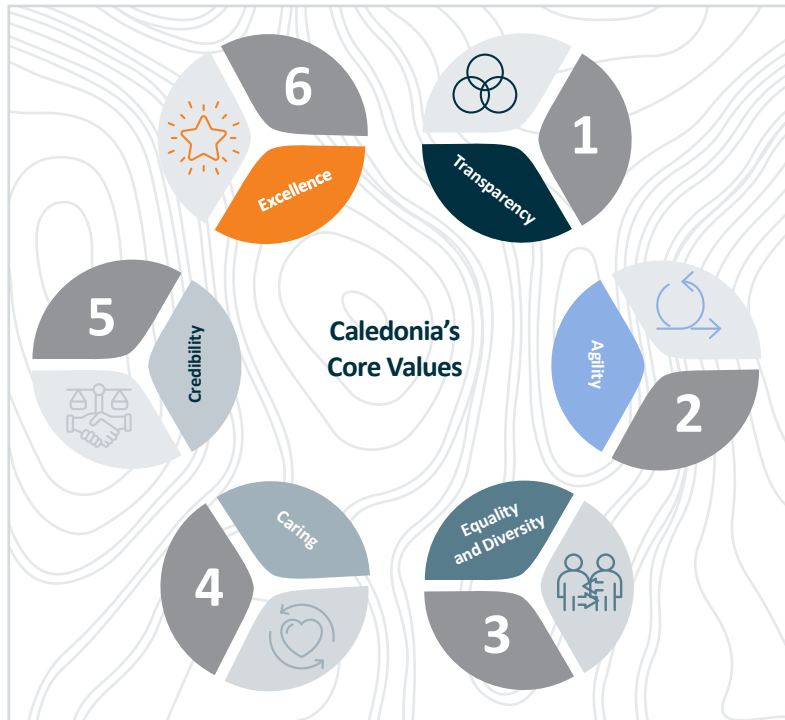 Caledonia's
Core Values
1
Transparency
2
Agility
3
Equality
and Diversity
4
Caring
5
Credibility
6
Excellence